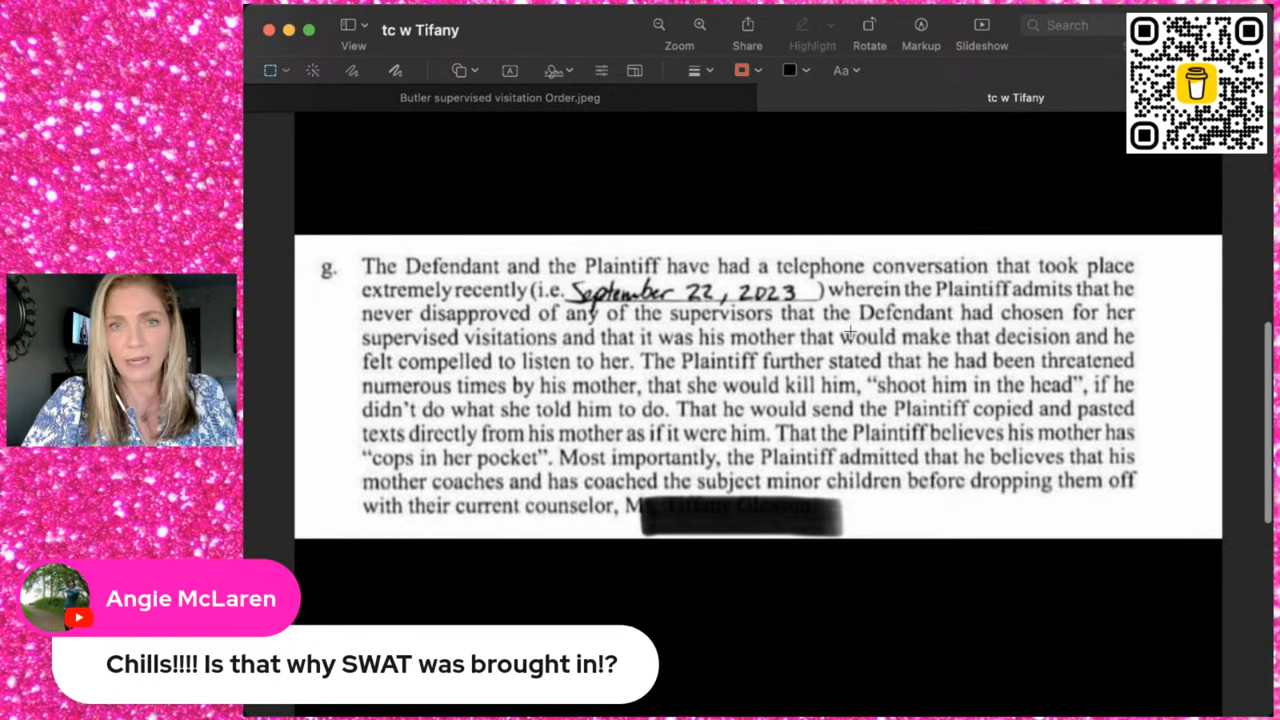 tc w Tifany
View
Zoom
Share
Highlight
Rotate
Markup
Slideshow
Search
Aa
Butler supervised visitation Order.jpeg
tc w Tifany
g. The Defendant and the Plaintiff have had a telephone conversation that took place
extremely recently (i.e. September 22, 2023 ) wherein the Plaintiff admits that he
never disapproved of any of the supervisors that the Defendant had chosen for her
supervised visitations and that it was his mother that would make that decision and he
felt compelled to listen to her. The Plaintiff further stated that he had been threatened
numerous times by his mother, that she would kill him, “shoot him in the head”, if he
didn’t do what she told him to do. That he would send the Plaintiff copied and pasted
texts directly from his mother as if it were him. That the Plaintiff believes his mother has
“cops in her pocket”. Most importantly, the Plaintiff admitted that he believes that his
mother coaches and has coached the subject minor children before dropping them off
with their current counselor,
Angie McLaren
Chills!!!! Is that why SWAT was brought in!?